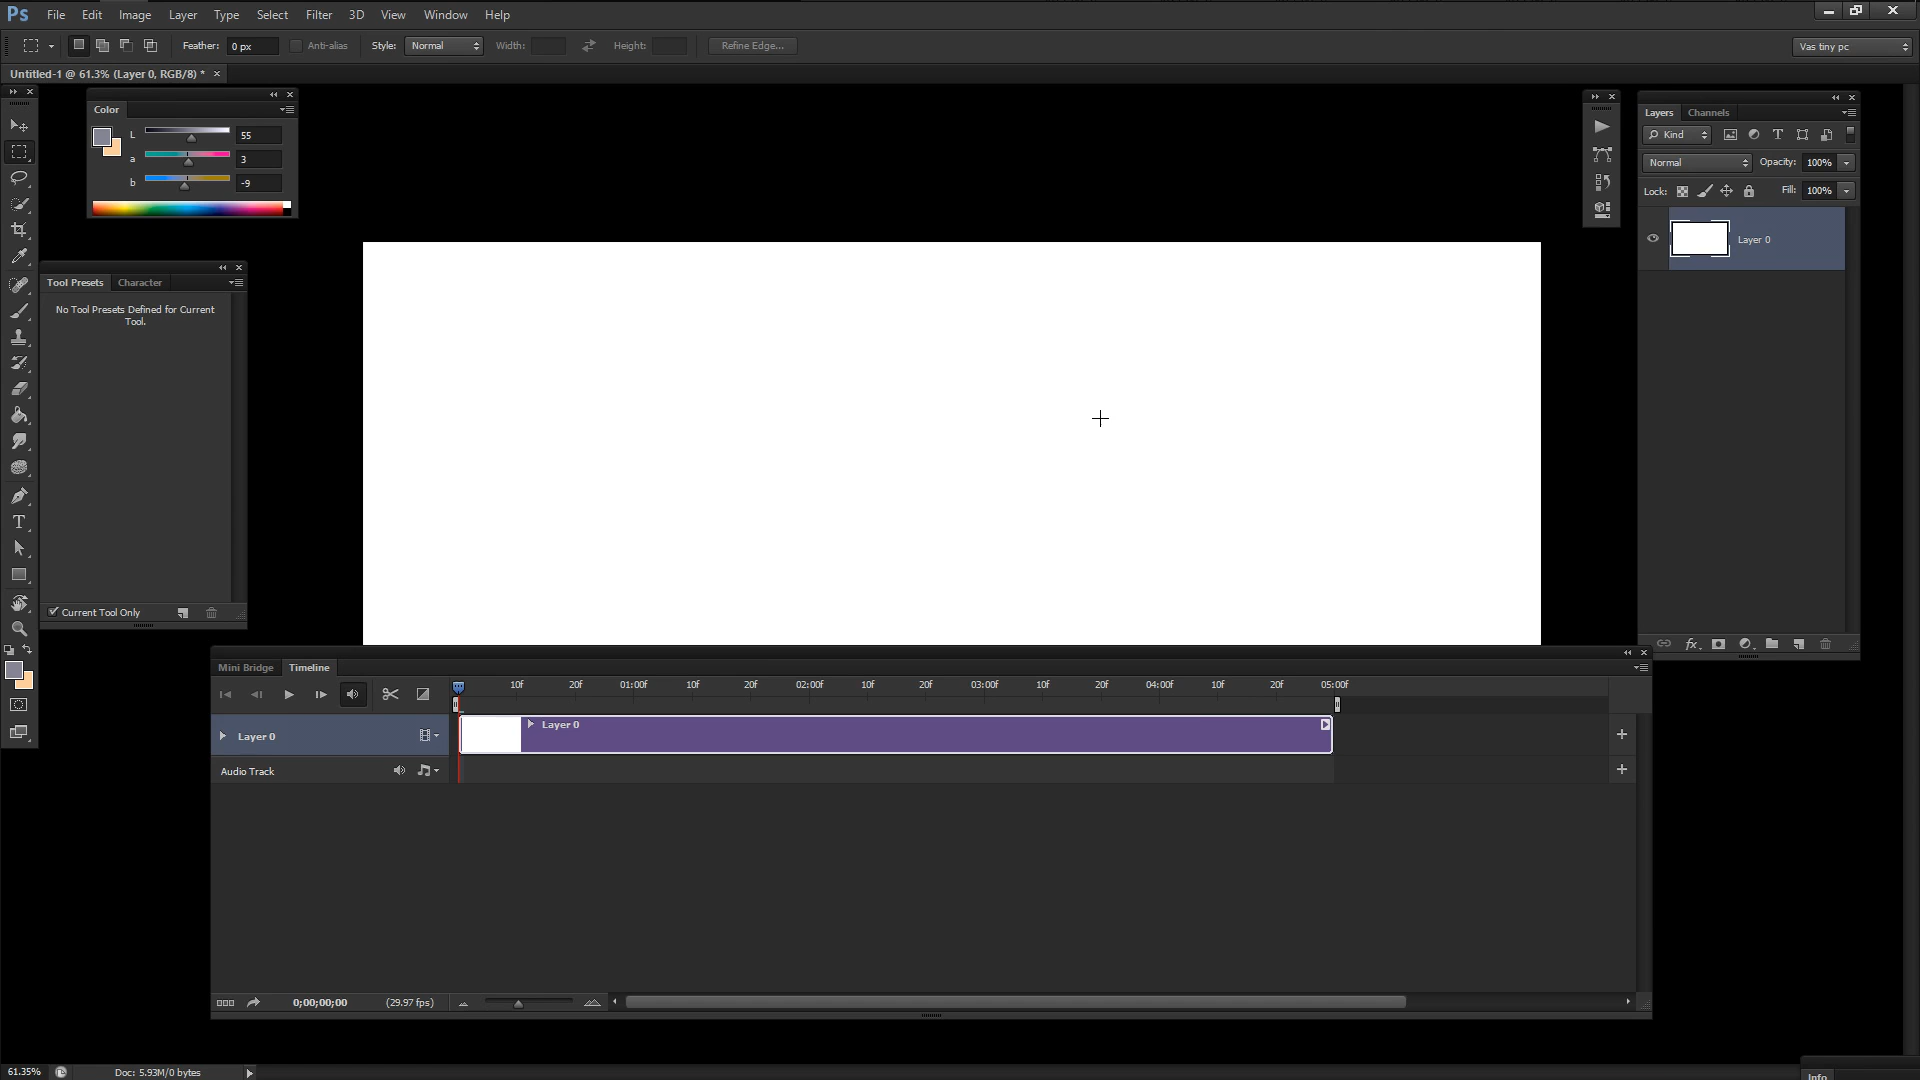 Ps File Edit Image Layer Type Select Filter 3D View Window Help
Feather: 0 px Anti-alias Style: Normal Width: Height: Refine Edge... Vas tiny pc
Untitled-1 @ 61.3% (Layer 0, RGB/8) * ×
Color
L 55
a 3
b -9
Tool Presets Character
No Tool Presets Defined for Current
Tool.
Current Tool Only
Layers Channels
Kind
Normal Opacity: 100%
Lock: Fill: 100%
Layer 0
fx
Mini Bridge Timeline
10f 20f 01:00f 10f 20f 02:00f 10f 20f 03:00f 10f 20f 04:00f 10f 20f 05:00f
Layer 0 Layer 0
Audio Track
0;00;00;00 (29.97 fps)
61.35% Doc: 5.93M/0 bytes
Info